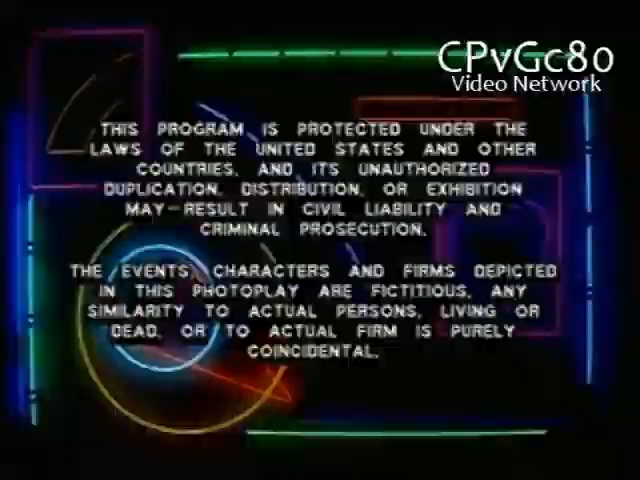 CPvGc80
Video Network
THIS PROGRAM IS PROTECTED UNDER THE
LAWS OF THE UNITED STATES AND OTHER
COUNTRIES, AND ITS UNAUTHORIZED
DUPLICATION, DISTRIBUTION, OR EXHIBITION
MAY-RESULT IN CIVIL LIABILITY AND
CRIMINAL PROSECUTION.
THE EVENTS, CHARACTERS AND FIRMS DEPICTED
IN THIS PHOTOPLAY ARE FICTITIOUS. ANY
SIMILARITY TO ACTUAL PERSONS, LIVING OR
DEAD, OR TO ACTUAL FIRM IS PURELY
COINCIDENTAL.